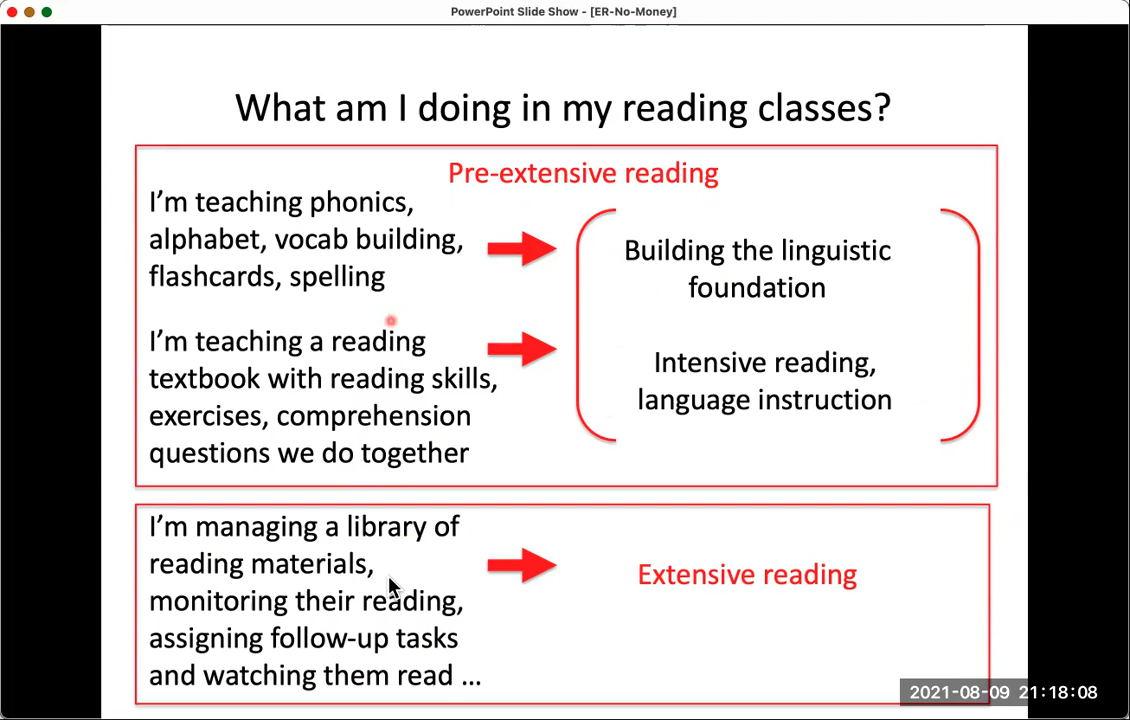 PowerPoint Slide Show - [ER-No-Money]
What am I doing in my reading classes?
Pre-extensive reading
I’m teaching phonics,
alphabet, vocab building,
flashcards, spelling
Building the linguistic
foundation
I’m teaching a reading
textbook with reading skills,
exercises, comprehension
questions we do together
Intensive reading,
language instruction
I’m managing a library of
reading materials,
monitoring their reading,
assigning follow-up tasks
and watching them read ...
Extensive reading
2021-08-09 21:18:08